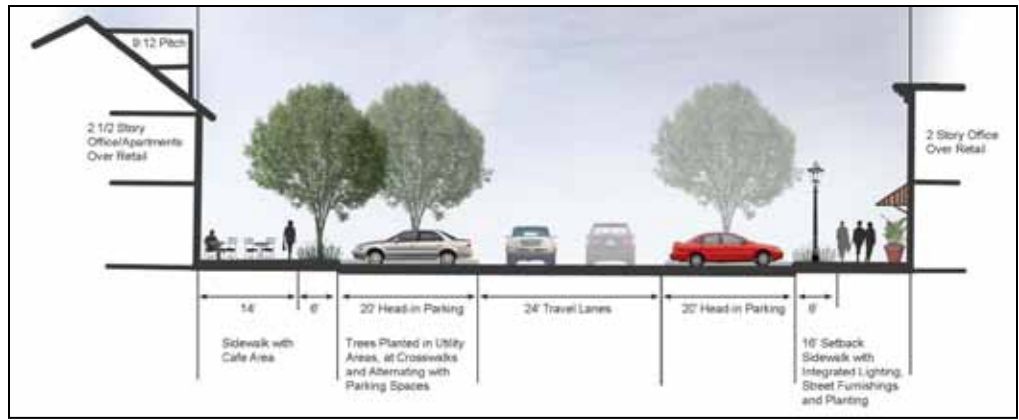 9:12 Pitch
2 1/2 Story
Office/Apartments
Over Retail
2 Story Office
Over Retail
14'
6'
20' Head-in Parking
24' Travel Lanes
20' Head-in Parking
6'
Sidewalk with
Cafe Area
Trees Planted in Utility
Areas, at Crosswalks
and Alternating with
Parking Spaces
16' Setback
Sidewalk with
Integrated Lighting,
Street Furnishings
and Planting